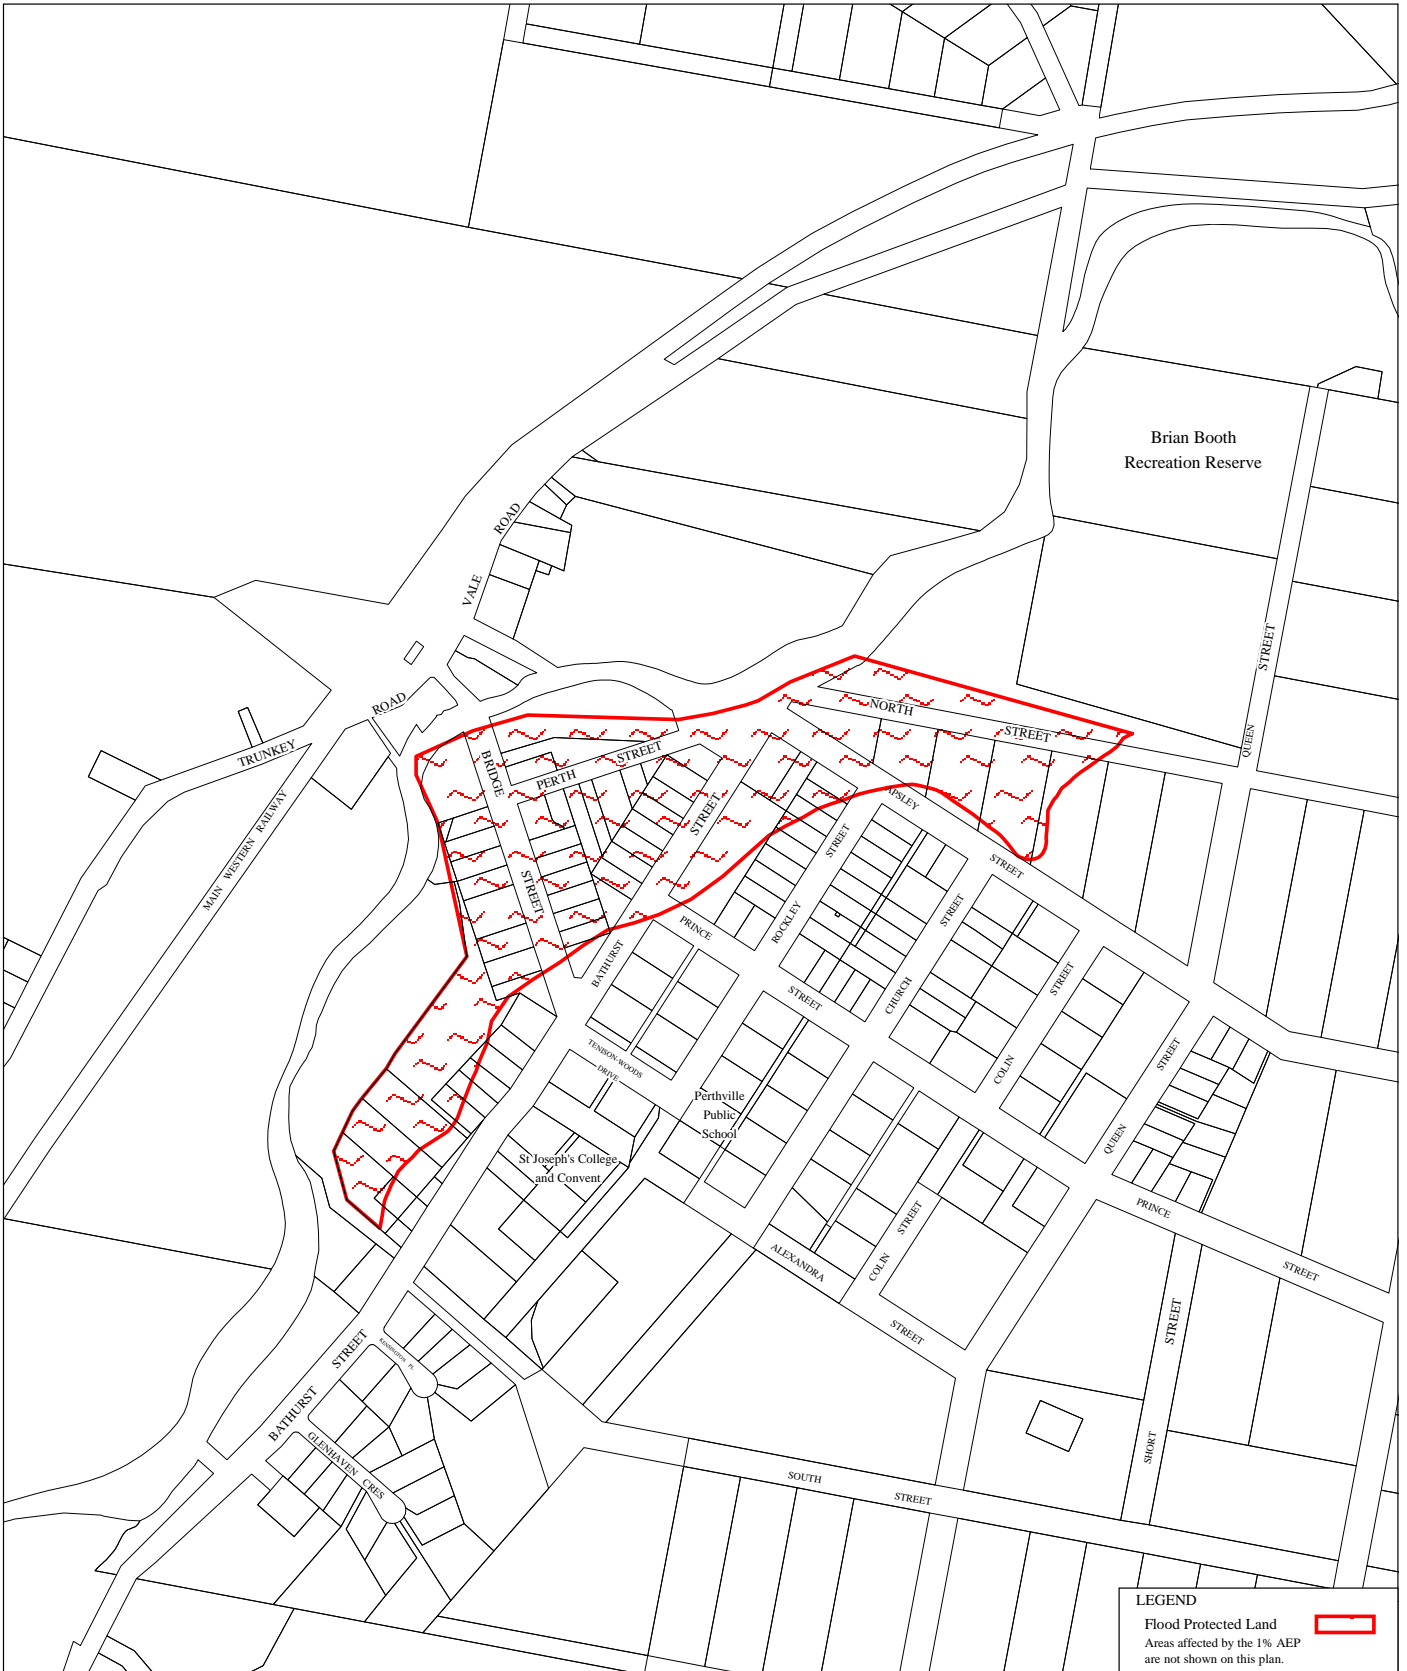 Brian Booth
Recreation Reserve
VALE ROAD
TRUNKEY ROAD
MAIN WESTERN RAILWAY
NORTH STREET
QUEEN STREET
BRIDGE STREET
PERTH STREET
STREET
APSLEY STREET
ROCKLEY STREET
BATHURST
PRINCE STREET
CHURCH STREET
COLIN STREET
QUEEN STREET
TENISON-WOODS
DRIVE
Perthville
Public
School
St Joseph's College
and Convent
PRINCE STREET
COLIN STREET
ALEXANDRA STREET
SHORT STREET
BATHURST STREET
KENNINGTON PL
GLENHAVEN CRES
SOUTH STREET
LEGEND
Flood Protected Land
Areas affected by the 1% AEP
are not shown on this plan.